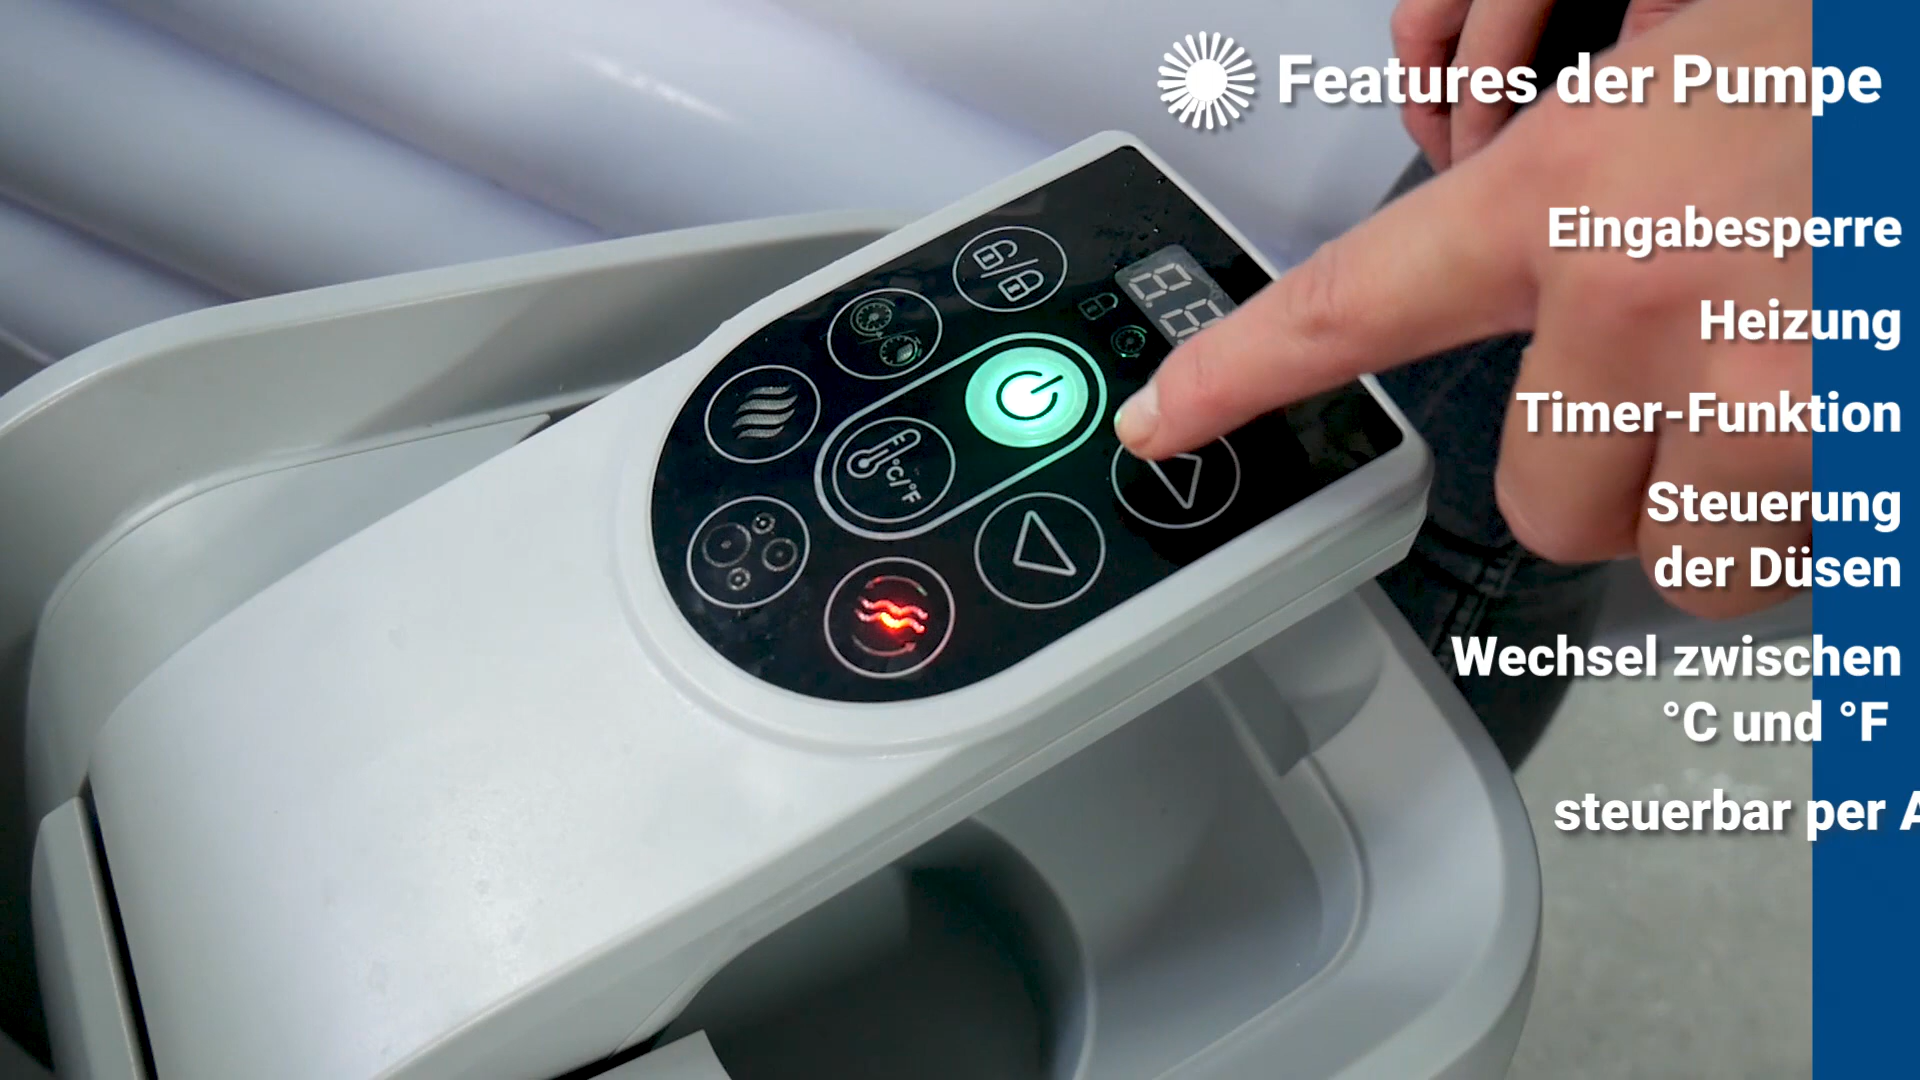 Features der Pumpe
Eingabesperre
Heizung
Timer-Funktion
Steuerung
der Düsen
Wechsel zwischen
°C und °F
steuerbar per A
°C/°F